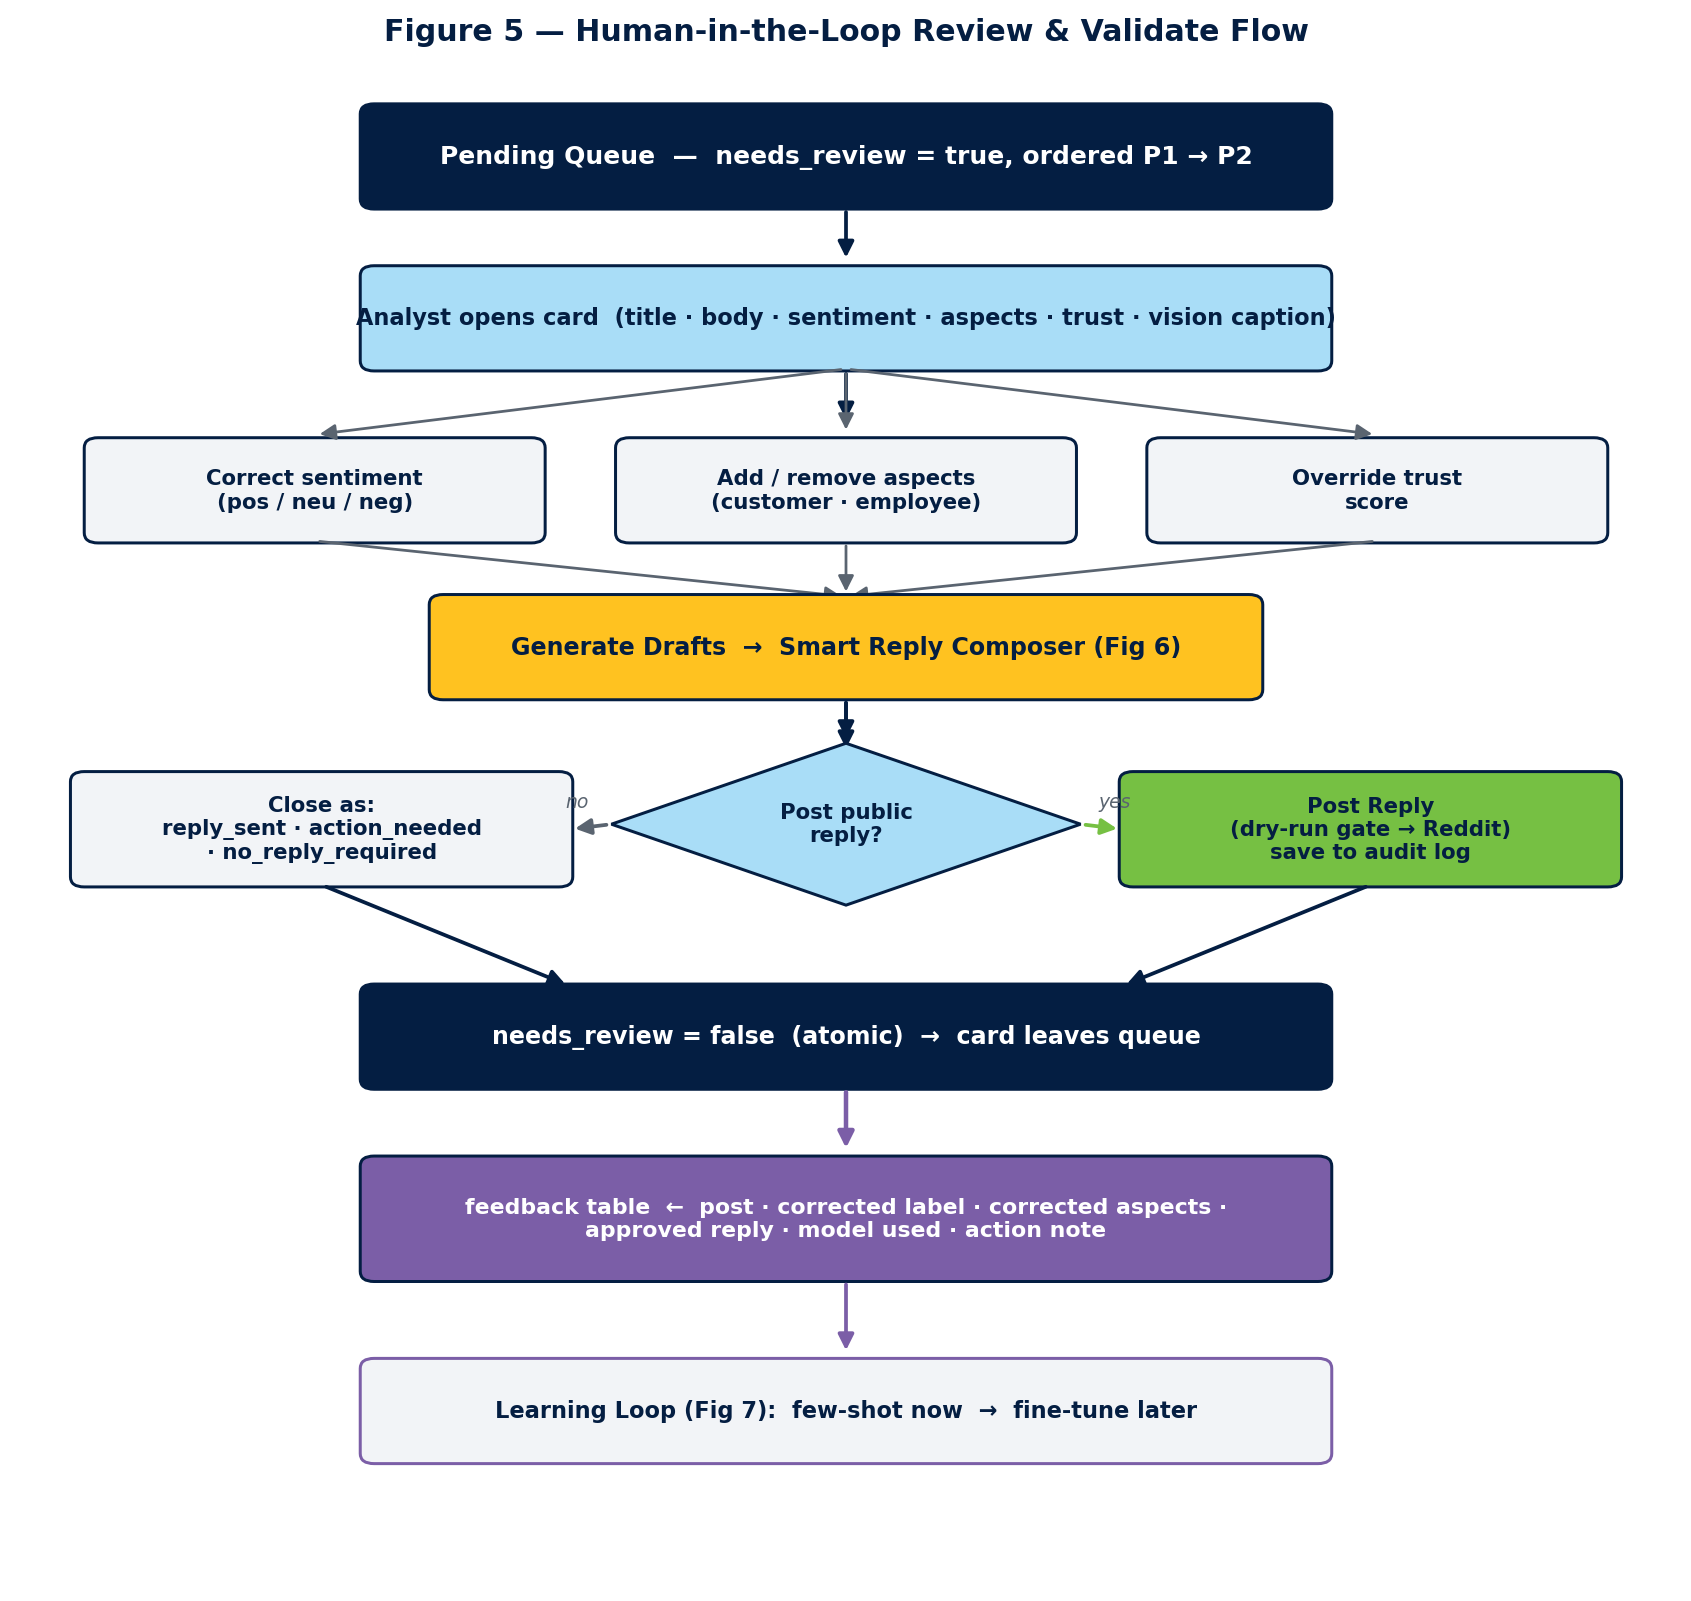 Figure 5 — Human-in-the-Loop Review & Validate Flow
Pending Queue — needs_review = true, ordered P1 → P2
Analyst opens card (title · body · sentiment · aspects · trust · vision caption)
Correct sentiment
(pos / neu / neg)
Add / remove aspects
(customer · employee)
Override trust
score
Generate Drafts → Smart Reply Composer (Fig 6)
Close as:
reply_sent · action_needed
· no_reply_required
no
Post public
reply?
yes
Post Reply
(dry-run gate → Reddit)
save to audit log
needs_review = false (atomic) → card leaves queue
feedback table ← post · corrected label · corrected aspects ·
approved reply · model used · action note
Learning Loop (Fig 7): few-shot now → fine-tune later